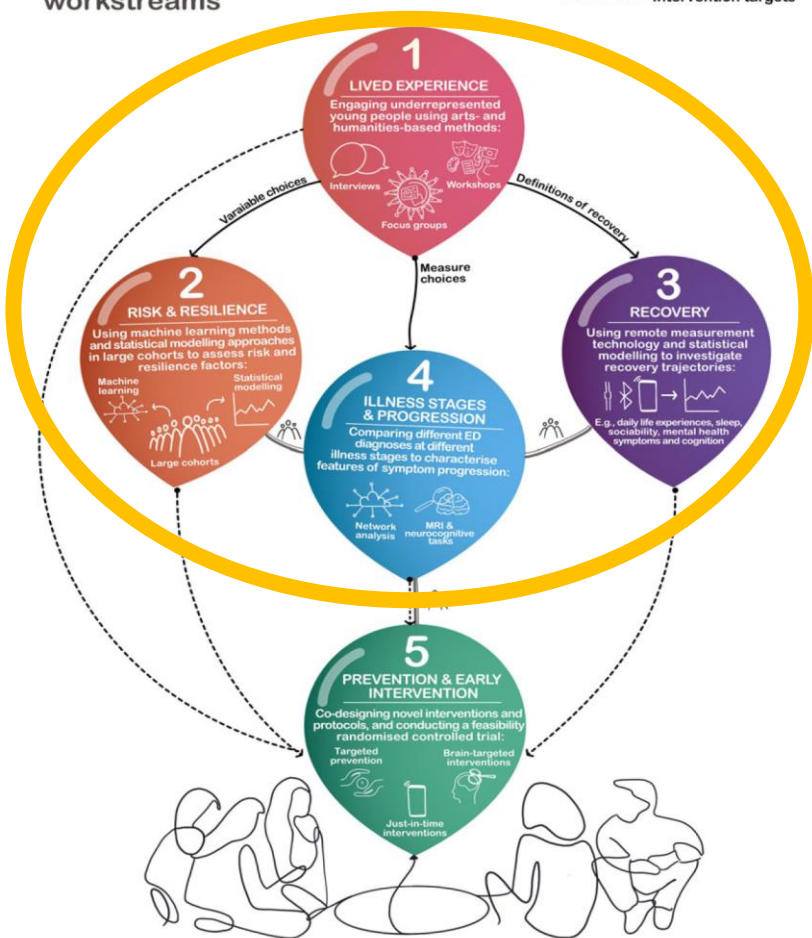 workstreams
intervention targets
1
LIVED EXPERIENCE
Engaging underrepresented
young people using arts- and
humanities-based methods:
Interviews
Workshops
Focus groups
Varaiable choices
Definitions of recovery
Measure
choices
2
RISK & RESILIENCE
Using machine learning methods
and statistical modelling approaches
in large cohorts to assess risk and
resilience factors:
Machine
learning
Statistical
modelling
Large cohorts
3
RECOVERY
Using remote measurement
technology and statistical
modelling to investigate
recovery trajectories:
E.g., daily life experiences, sleep,
sociability, mental health
symptoms and cognition
4
ILLNESS STAGES
& PROGRESSION
Comparing different ED
diagnoses at different
illness stages to characterise
features of symptom progression:
Network
analysis
MRI &
neurocognitive
tasks
5
PREVENTION & EARLY
INTERVENTION
Co-designing novel interventions and
protocols, and conducting a feasibility
randomised controlled trial:
Targeted
prevention
Brain-targeted
interventions
Just-in-time
interventions